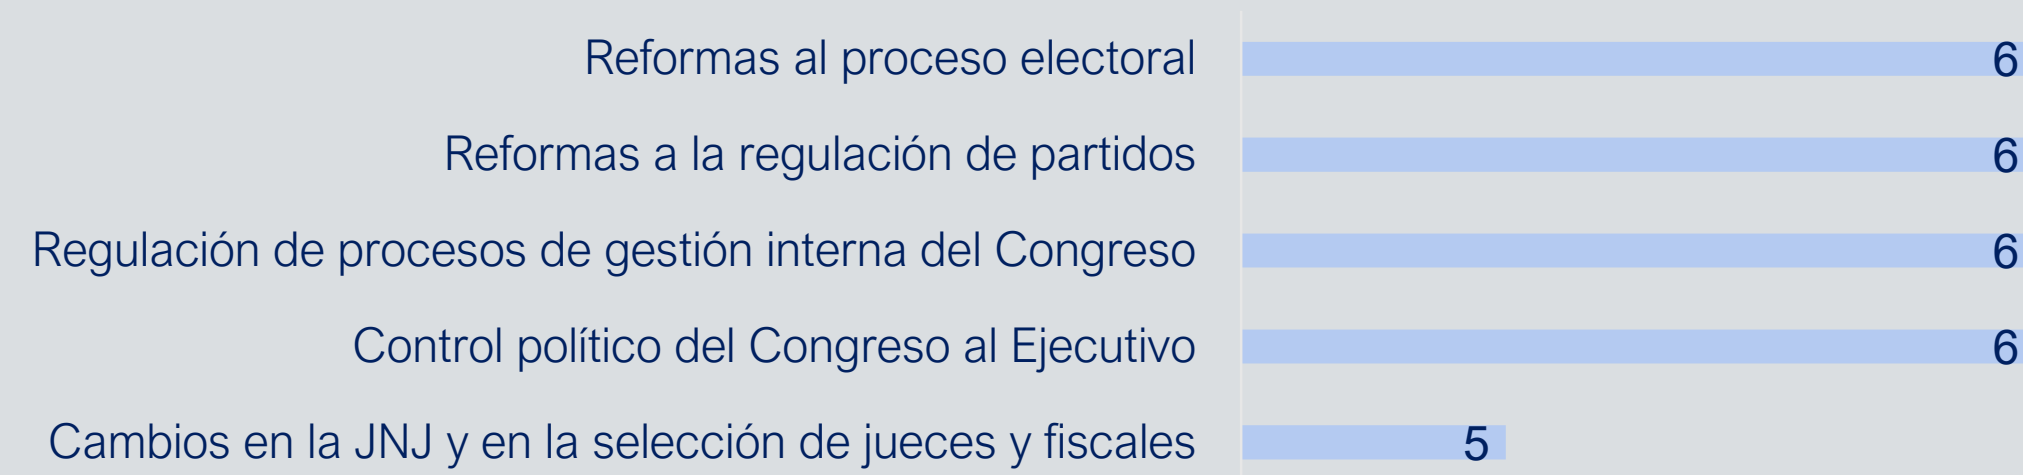 Reformas al proceso electoral 6
Reformas a la regulación de partidos 6
Regulación de procesos de gestión interna del Congreso 6
Control político del Congreso al Ejecutivo 6
Cambios en la JNJ y en la selección de jueces y fiscales 5